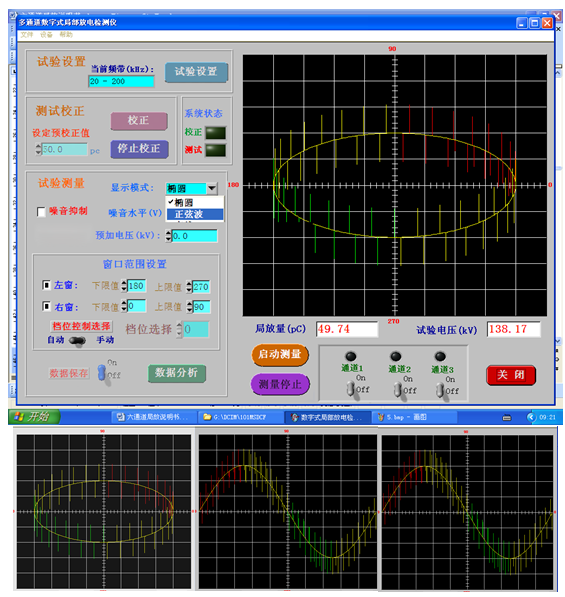 多通道数字式局部放电检测仪
文件 设备 帮助
试验设置
当前频带(kHz):
20 - 200
试验设置
测试校正
校正
设定预校正值
50.0 pc
停止校正
系统状态
校正
测试
试验测量
显示模式: 椭圆
✓椭圆
正弦波
噪音抑制
噪音水平(V)
预加电压(kV): 0.0
窗口范围设置
左窗: 下限值 180 上限值 270
右窗: 下限值 0 上限值 90
档位控制选择
自动 手动
档位选择 0
数据保存
On
Off
数据分析
90
180
0
270
局放量(pC) 49.74
试验电压(kV) 138.17
启动测量
测量停止
通道1
通道2
通道3
On
Off
On
Off
On
Off
关 闭
开始
六通道局放说明书...
G:\DCIM\101MSDCF
数字式局部放电检...
5.bmp - 画图
09:21